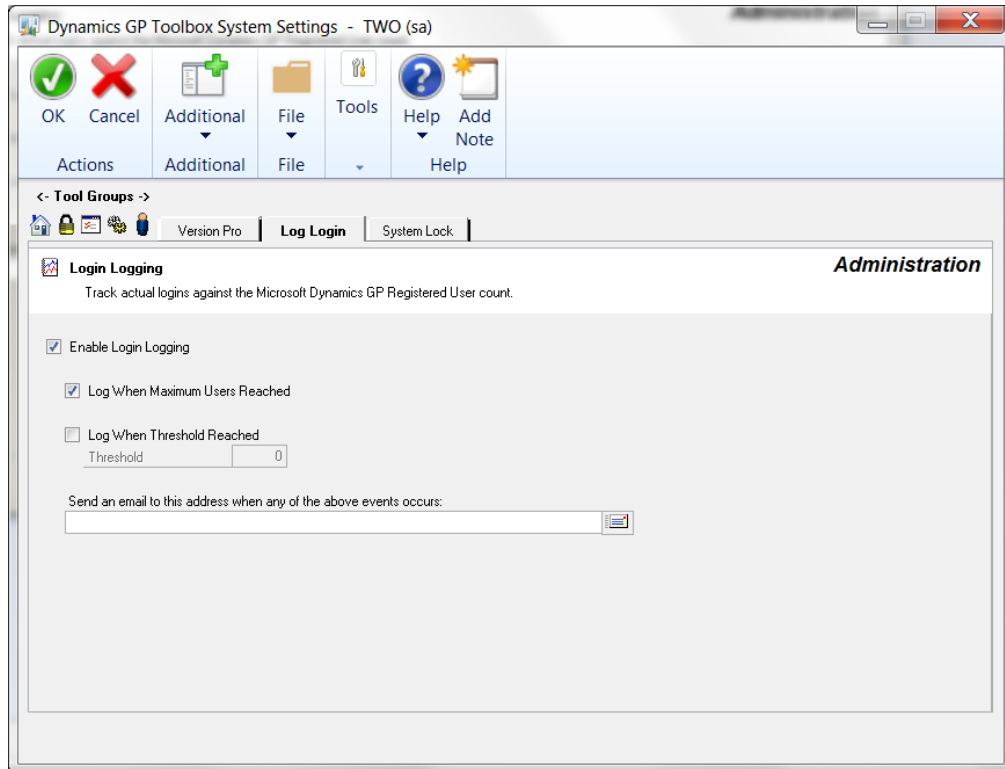 Dynamics GP Toolbox System Settings - TWO (sa)
OK Cancel Additional File Tools Help Add Note
Actions Additional File Help
<- Tool Groups ->
Version Pro Log Login System Lock
Login Logging Administration
Track actual logins against the Microsoft Dynamics GP Registered User count.
Enable Login Logging
Log When Maximum Users Reached
Log When Threshold Reached
Threshold 0
Send an email to this address when any of the above events occurs: